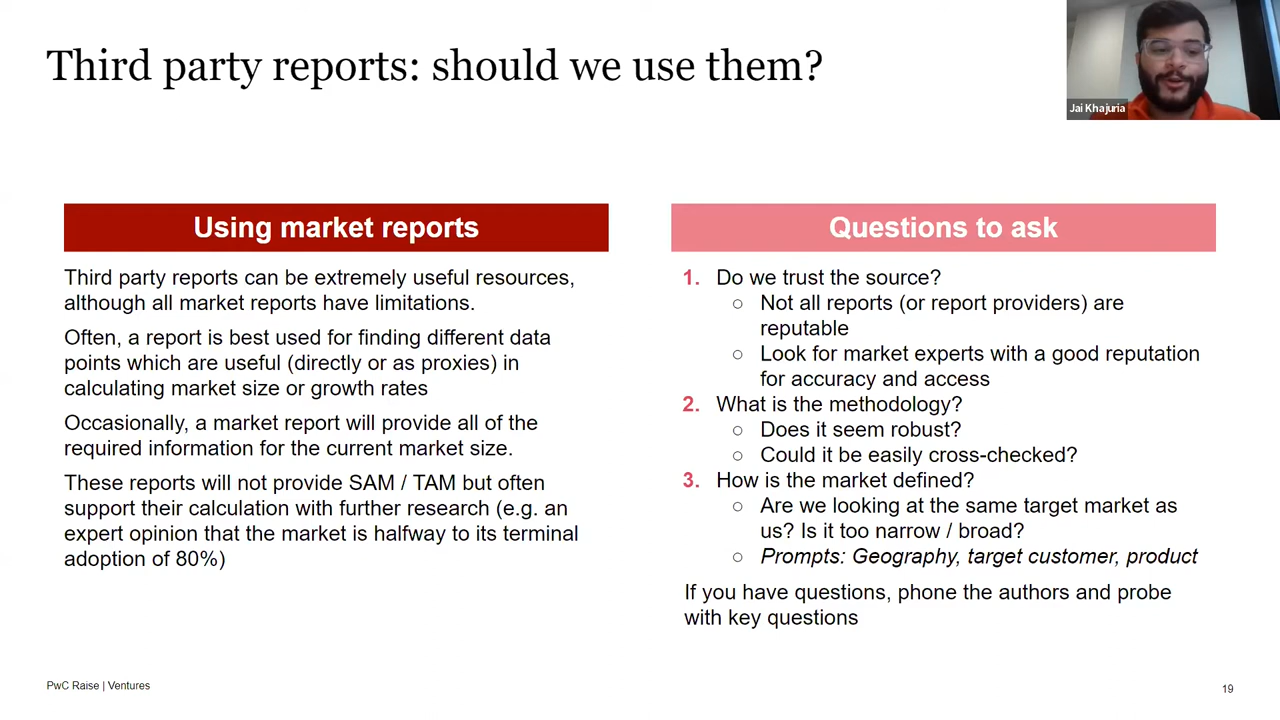 Third party reports: should we use them?
Jai Khajuria
Using market reports
Third party reports can be extremely useful resources,
although all market reports have limitations.
Often, a report is best used for finding different data
points which are useful (directly or as proxies) in
calculating market size or growth rates
Occasionally, a market report will provide all of the
required information for the current market size.
These reports will not provide SAM / TAM but often
support their calculation with further research (e.g. an
expert opinion that the market is halfway to its terminal
adoption of 80%)
Questions to ask
1. Do we trust the source?
○ Not all reports (or report providers) are
reputable
○ Look for market experts with a good reputation
for accuracy and access
2. What is the methodology?
○ Does it seem robust?
○ Could it be easily cross-checked?
3. How is the market defined?
○ Are we looking at the same target market as
us? Is it too narrow / broad?
○ Prompts: Geography, target customer, product
If you have questions, phone the authors and probe
with key questions
PwC Raise | Ventures
19